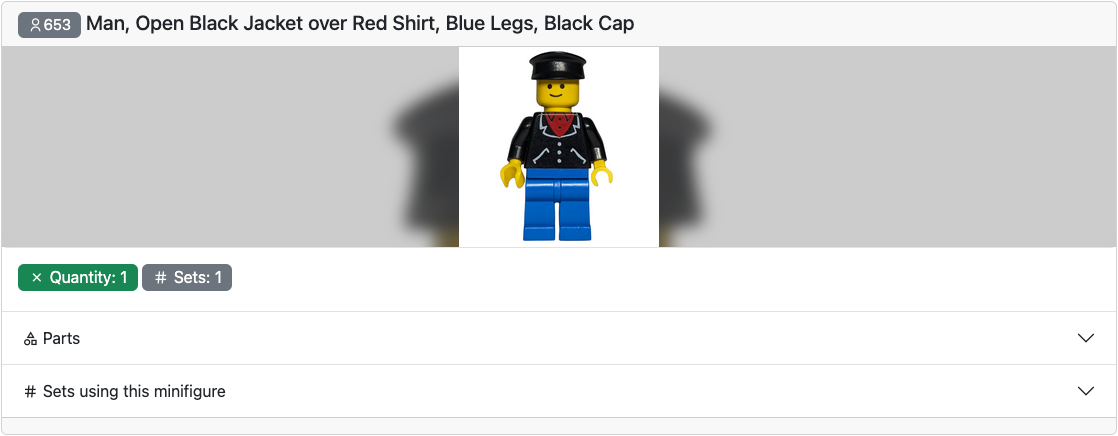 653 Man, Open Black Jacket over Red Shirt, Blue Legs, Black Cap
Quantity: 1 # Sets: 1
Parts
# Sets using this minifigure